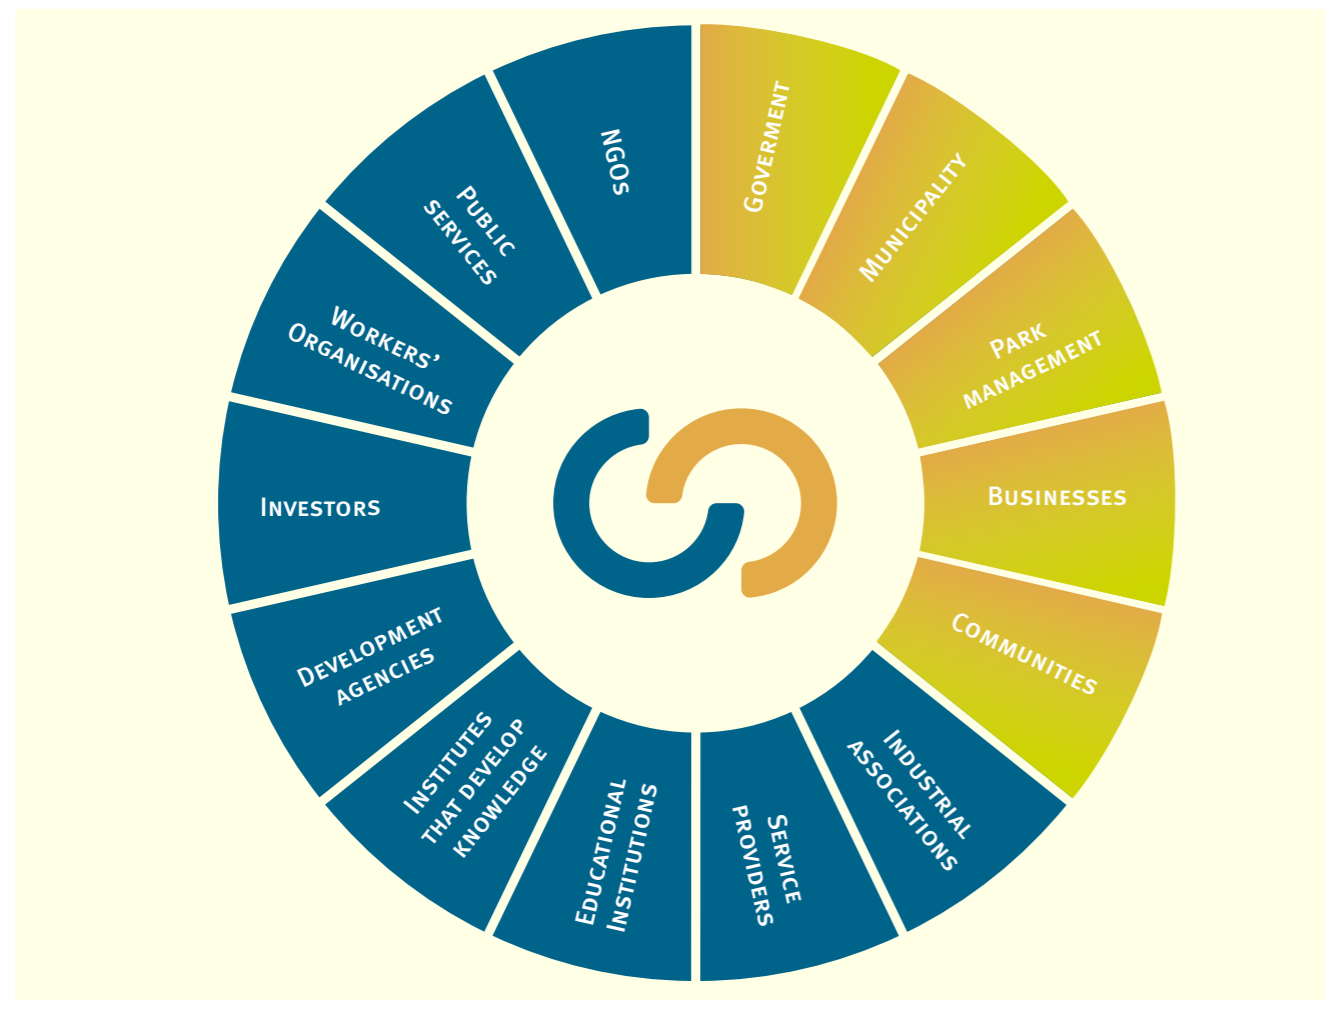 Goverment
Municipality
Park
management
Businesses
Communities
Industrial
associations
Service
providers
Educational
Institutions
Institutes
that develop
knowledge
Development
agencies
Investors
Workers’
Organisations
Public
services
NGOs